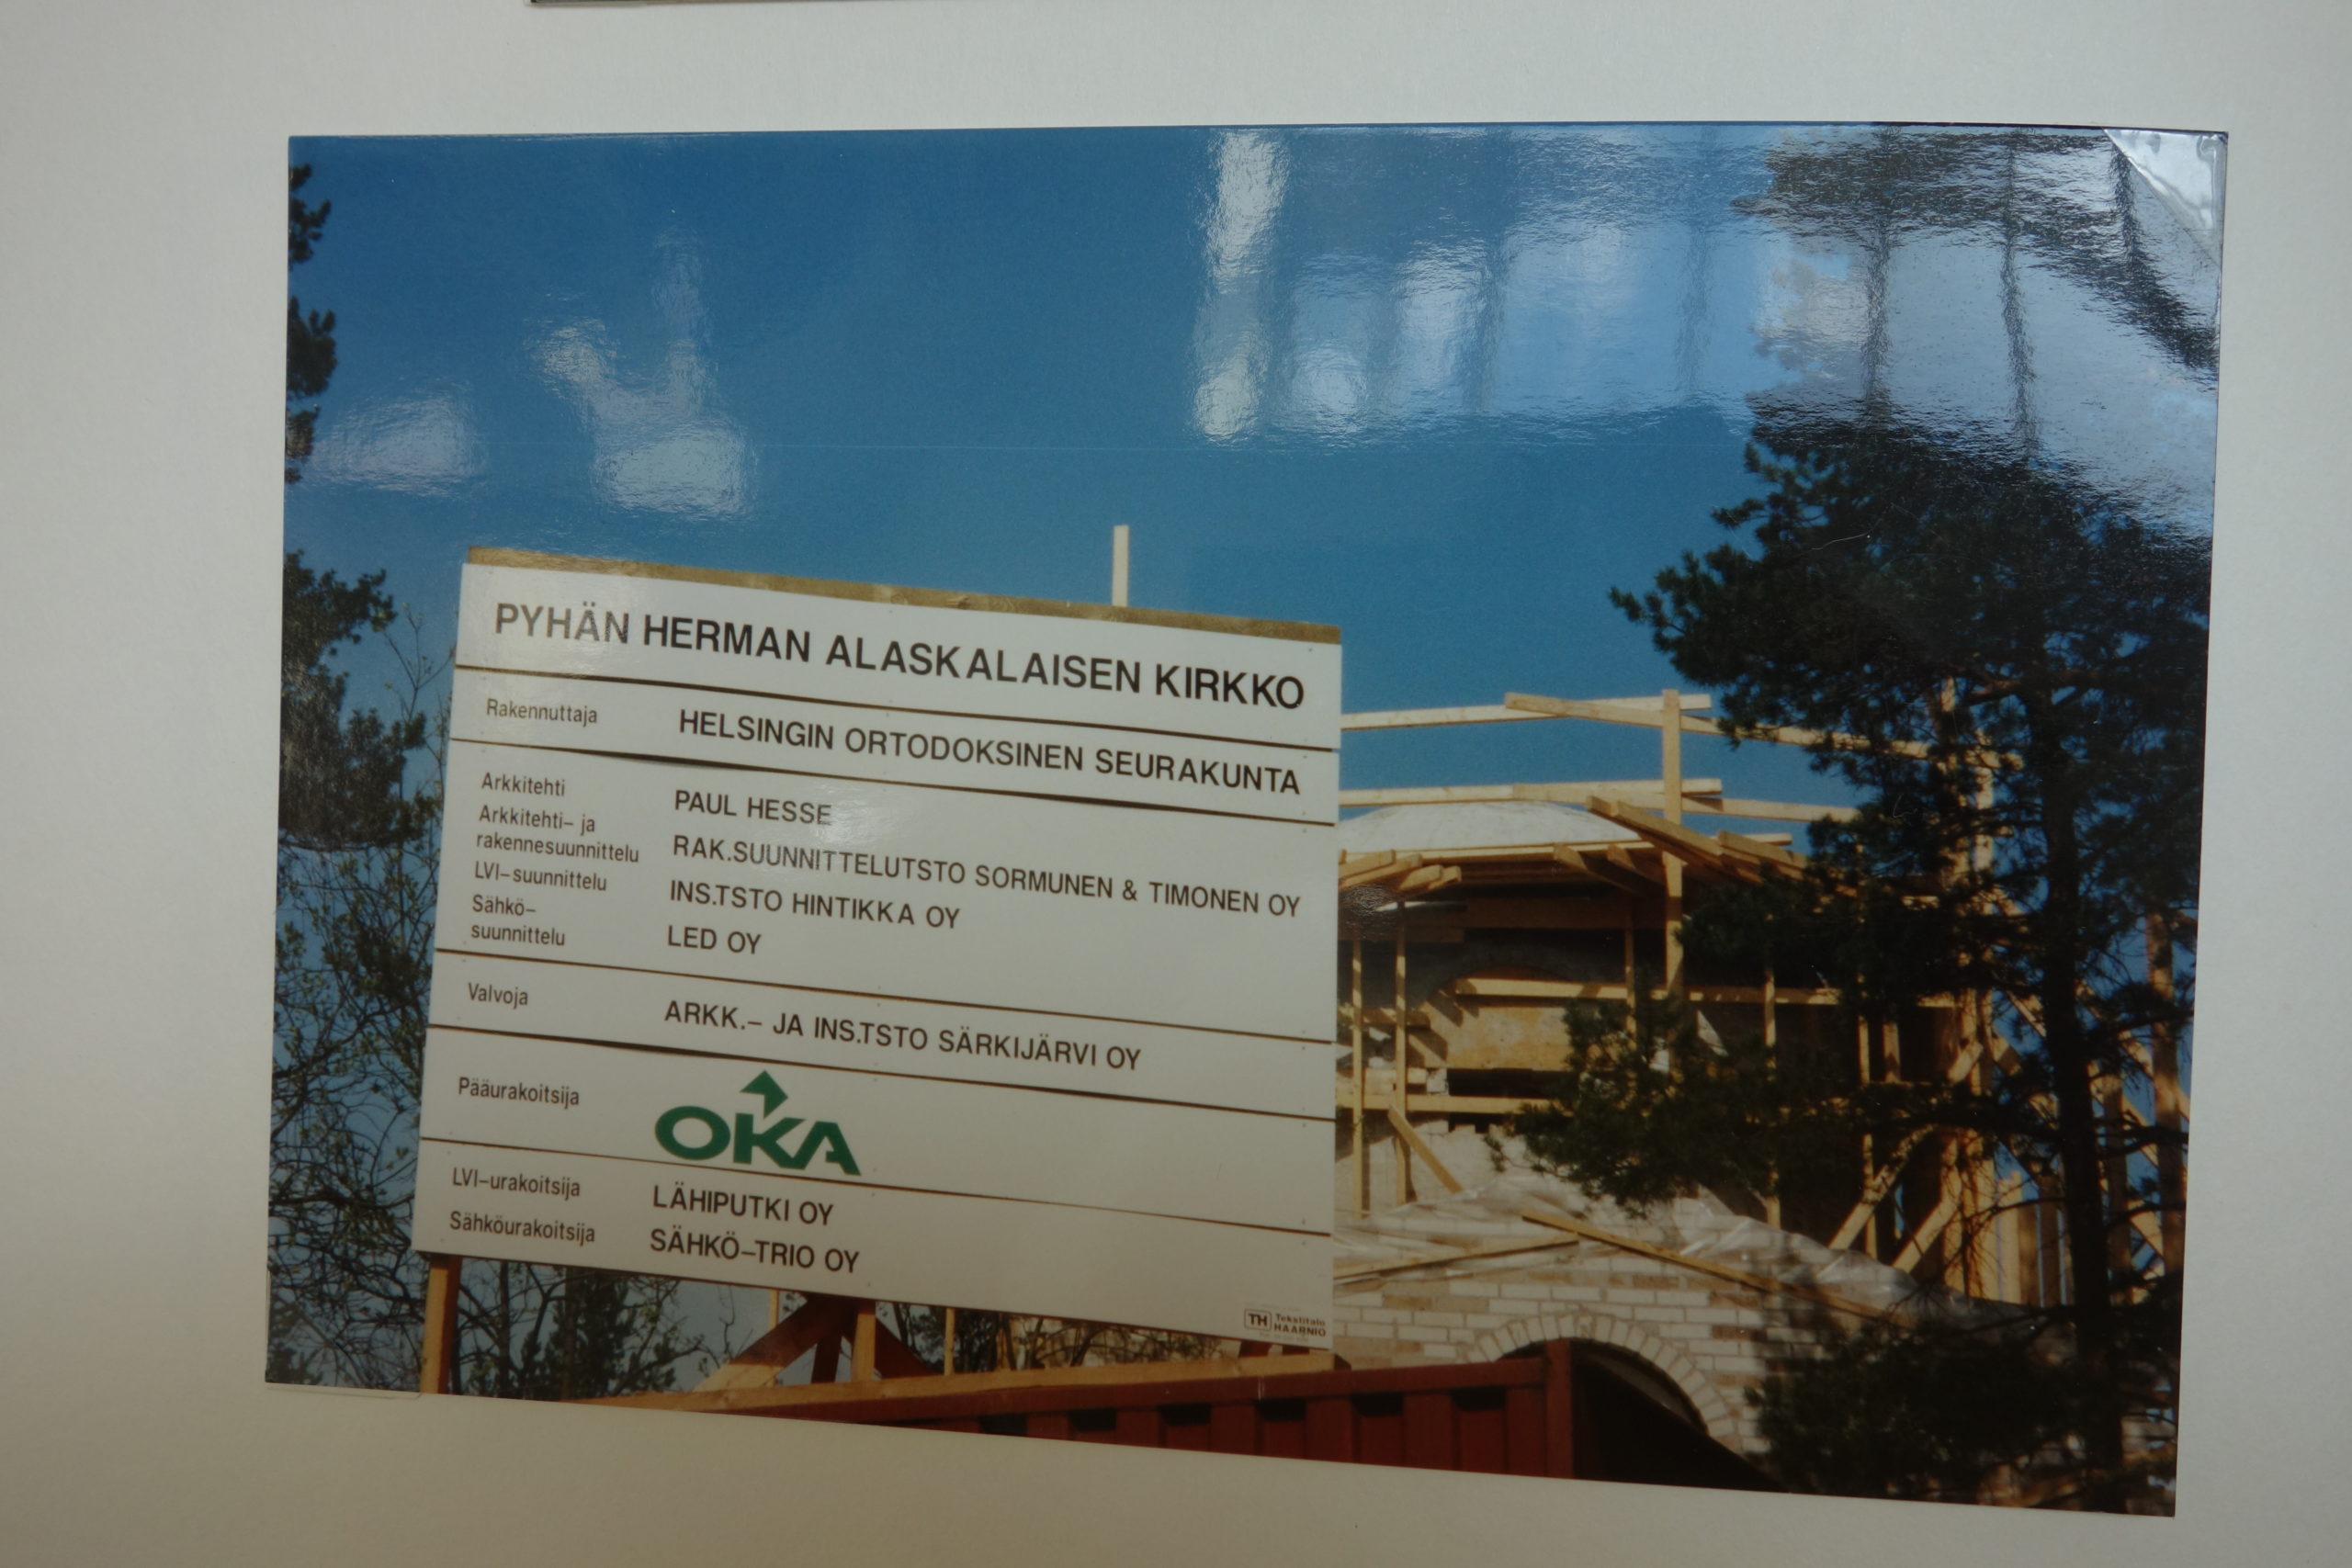 PYHÄN HERMAN ALASKALAISEN KIRKKO
Rakennuttaja HELSINGIN ORTODOKSINEN SEURAKUNTA
Arkkitehti PAUL HESSE
Arkkitehti- ja
rakennesuunnittelu RAK.SUUNNITTELUTSTO SORMUNEN & TIMONEN OY
LVI-suunnittelu INS.TSTO HINTIKKA OY
Sähkö-
suunnittelu LED OY
Valvoja ARKK.- JA INS.TSTO SÄRKIJÄRVI OY
Pääurakoitsija OKA
LVI-urakoitsija LÄHIPUTKI OY
Sähköurakoitsija SÄHKÖ-TRIO OY
TH Tekstitalo
HAARNIO